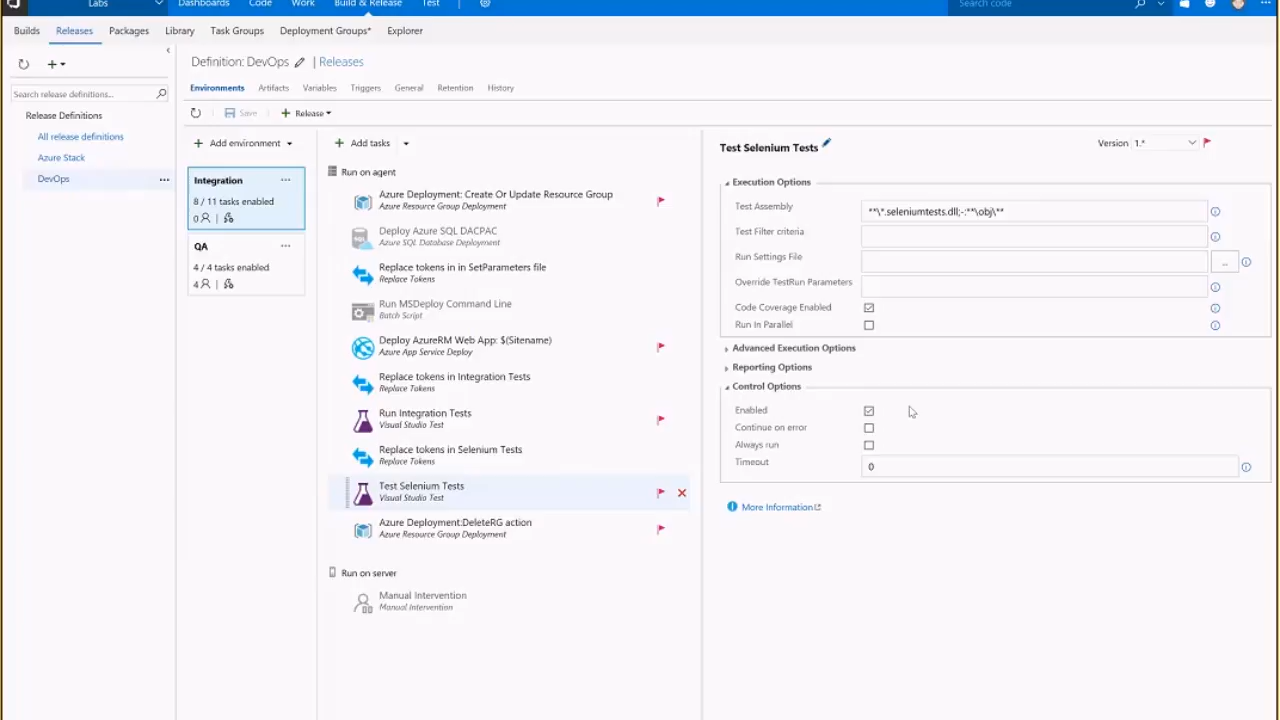 Labs
Dashboards Code Work Build & Release Test
Search code
Builds Releases Packages Library Task Groups Deployment Groups* Explorer
Search release definitions...
Release Definitions
All release definitions
Azure Stack
DevOps ...
Definition: DevOps | Releases
Environments Artifacts Variables Triggers General Retention History
Save + Release
+ Add environment
Integration ...
8 / 11 tasks enabled
0
QA ...
4 / 4 tasks enabled
4
+ Add tasks
Run on agent
Azure Deployment: Create Or Update Resource Group
Azure Resource Group Deployment
Deploy Azure SQL DACPAC
Azure SQL Database Deployment
Replace tokens in in SetParameters file
Replace Tokens
Run MSDeploy Command Line
Batch Script
Deploy AzureRM Web App: $(Sitename)
Azure App Service Deploy
Replace tokens in Integration Tests
Replace Tokens
Run Integration Tests
Visual Studio Test
Replace tokens in Selenium Tests
Replace Tokens
Test Selenium Tests
Visual Studio Test
Azure Deployment:DeleteRG action
Azure Resource Group Deployment
Run on server
Manual Intervention
Manual Intervention
Test Selenium Tests
Version 1.*
Execution Options
Test Assembly **\*.seleniumtests.dll;-:**\obj\**
Test Filter criteria
Run Settings File ...
Override TestRun Parameters
Code Coverage Enabled
Run In Parallel
Advanced Execution Options
Reporting Options
Control Options
Enabled
Continue on error
Always run
Timeout 0
More Information